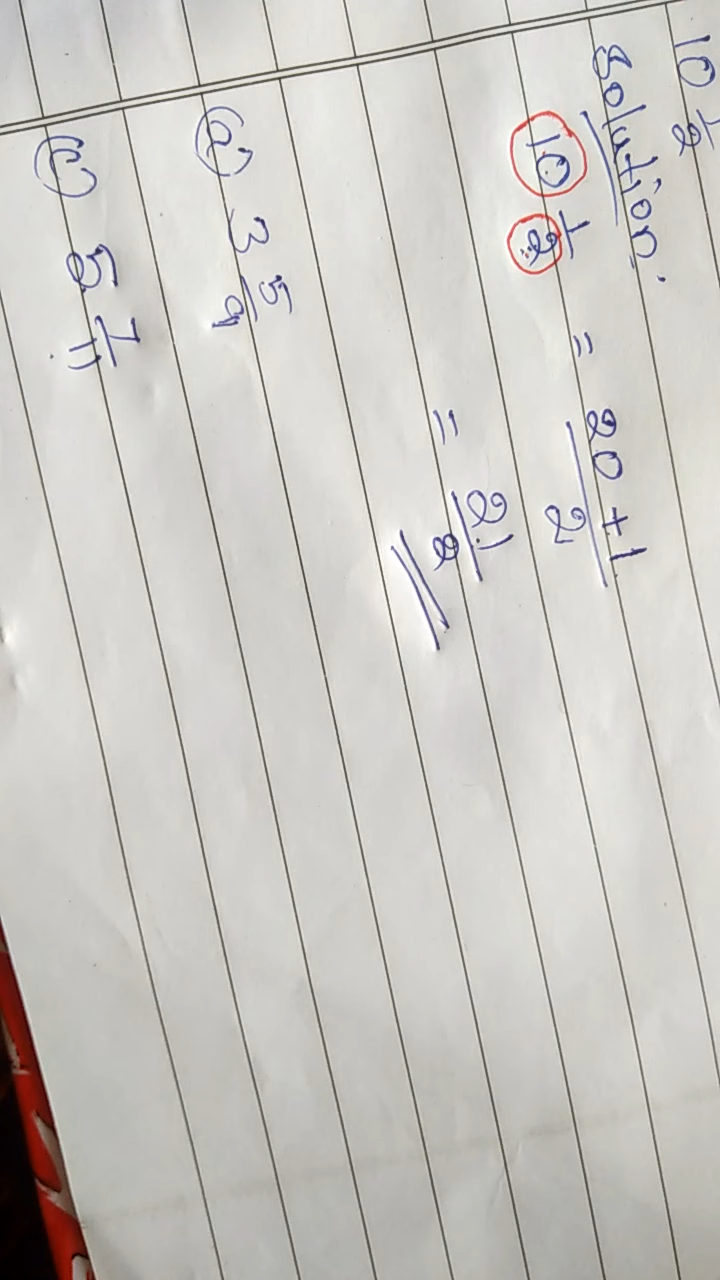 10 1/2
Solution.
10 1/2 = 20+1/2
= 21/2
(a) 3 5/9
(c) 5 7/11